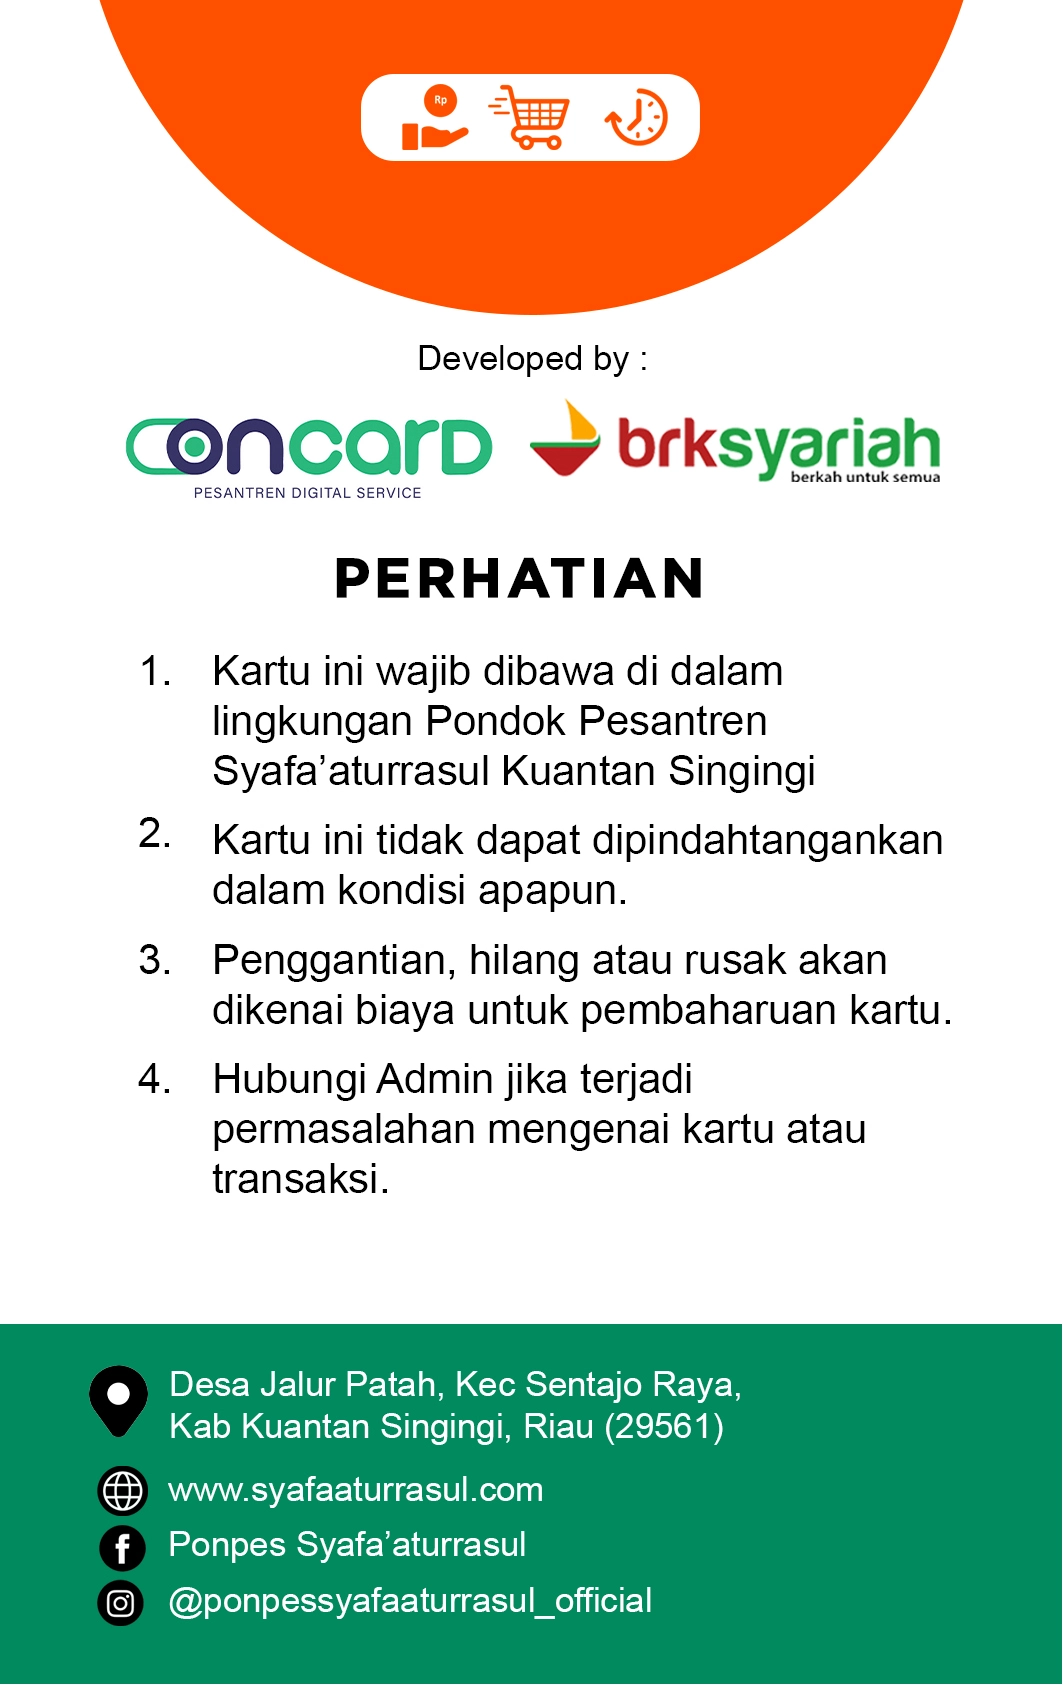 Rp
Developed by :
oncard
PESANTREN DIGITAL SERVICE
brksyariah
berkah untuk semua
PERHATIAN
1. Kartu ini wajib dibawa di dalam
lingkungan Pondok Pesantren
Syafa’aturrasul Kuantan Singingi
2. Kartu ini tidak dapat dipindahtangankan
dalam kondisi apapun.
3. Penggantian, hilang atau rusak akan
dikenai biaya untuk pembaharuan kartu.
4. Hubungi Admin jika terjadi
permasalahan mengenai kartu atau
transaksi.
Desa Jalur Patah, Kec Sentajo Raya,
Kab Kuantan Singingi, Riau (29561)
www.syafaaturrasul.com
Ponpes Syafa’aturrasul
@ponpessyafaaturrasul_official